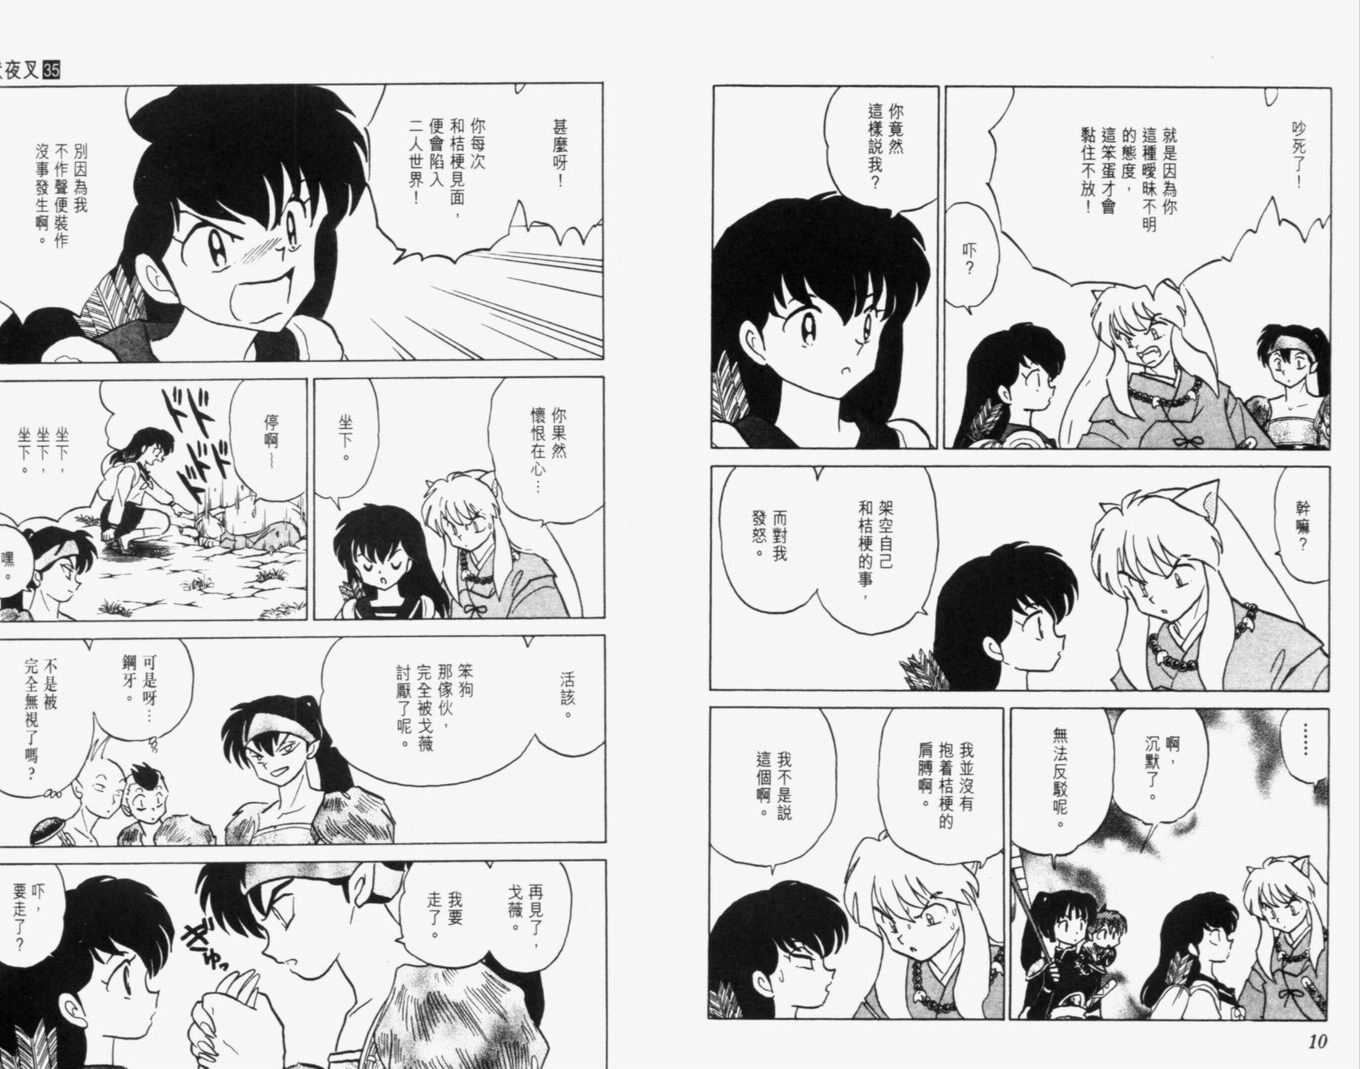 吵死了！
就是因為你
這種曖昧不明
的態度，
這笨蛋才會
黏住不放！
吓？
你竟然
這樣說我？
幹嘛？
架空自己
和桔梗的事，
而對我
發怒。
……
啊，
沉默了。
無法反駁呢。
我並沒有
抱着桔梗的
肩膊啊。
我不是說
這個啊。
10
夜叉35
甚麼呀！
你每次
和桔梗見面，
便會陷入
二人世界！
別因為我
不作聲便裝作
沒事發生啊。
你果然
懷恨在心…
坐下。
停啊～
ドドドドド
坐下，
坐下，
坐下。
嘿。
活該。
笨狗
那傢伙，
完全被戈薇
討厭了呢。
可是呀…
鋼牙。
不是被
完全無視了嗎？
再見了，
戈薇。
我要
走了。
ぎゅっ
吓，
要走了？